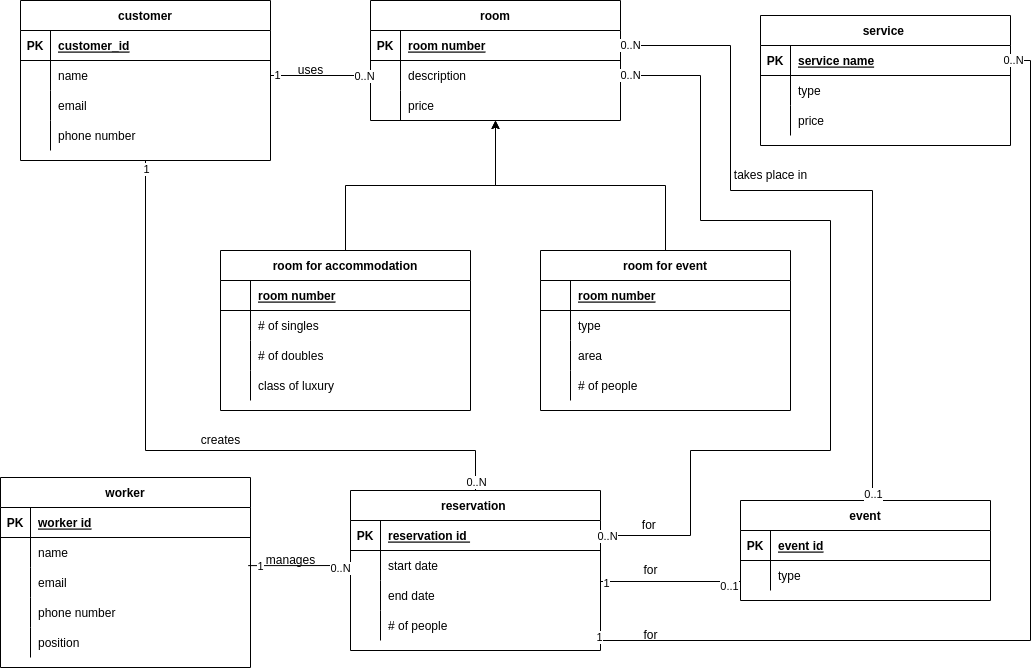 customer
PK customer_id
name
email
phone number
1
uses
0..N
room
PK room number
description
price
0..N
0..N
service
PK service name
type
price
0..N
takes place in
1
room for accommodation
room number
# of singles
# of doubles
class of luxury
room for event
room number
type
area
# of people
creates
0..N
worker
PK worker id
name
email
phone number
position
1
manages
0..N
reservation
PK reservation id
start date
end date
# of people
0..N
for
1
for
0..1
1
for
0..1
event
PK event id
type